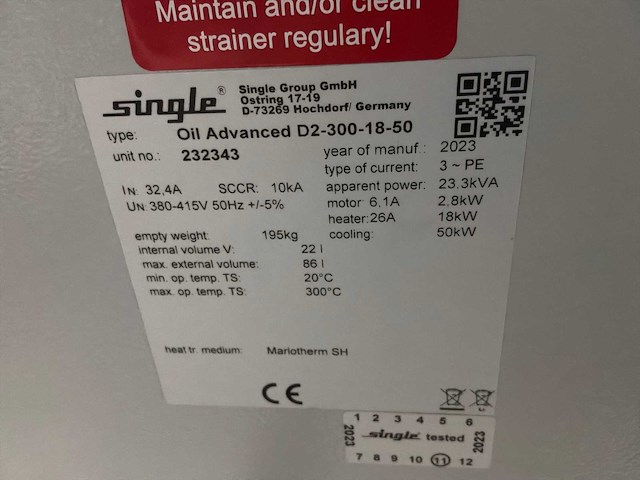 Maintain and/or clean
strainer regulary!
single®
Single Group GmbH
Ostring 17-19
D-73269 Hochdorf/ Germany
type: Oil Advanced D2-300-18-50
unit no.: 232343
year of manuf.: 2023
type of current: 3 ~ PE
IN: 32,4A SCCR: 10kA apparent power: 23.3kVA
UN: 380-415V 50Hz +/-5% motor: 6,1A 2.8kW
heater:26A 18kW
cooling: 50kW
empty weight: 195kg
internal volume V: 22 l
max. external volume: 86 l
min. op. temp. TS: 20°C
max. op. temp. TS: 300°C
heat tr. medium: Marlotherm SH
CE
1 2 3 4 5 6
2023 single tested 2023
7 8 9 10 11 12